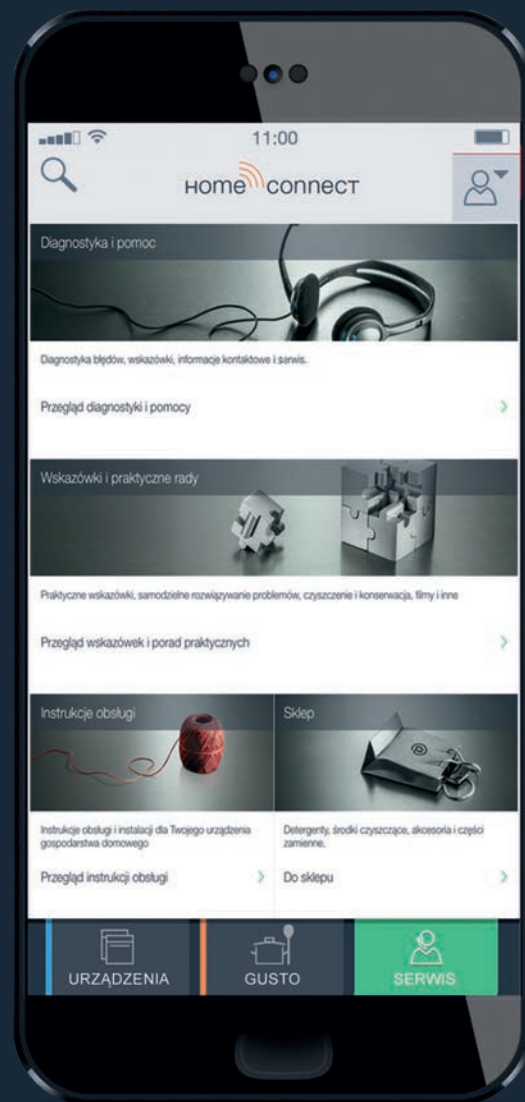 11:00
Home connect
Diagnostyka i pomoc
Diagnostyka błędów, wskazówki, informacje kontaktowe i serwis.
Przegląd diagnostyki i pomocy
Wskazówki i praktyczne rady
Praktyczne wskazówki, samodzielne rozwiązywanie problemów, czyszczenie i konserwacja, filmy i inne
Przegląd wskazówek i porad praktycznych
Instrukcje obsługi
Instrukcje obsługi i instalacji dla Twojego urządzenia
gospodarstwa domowego
Przegląd instrukcji obsługi
Sklep
Detergenty, środki czyszczące, akcesoria i części
zamienne.
Do sklepu
URZĄDZENIA
GUSTO
SERWIS